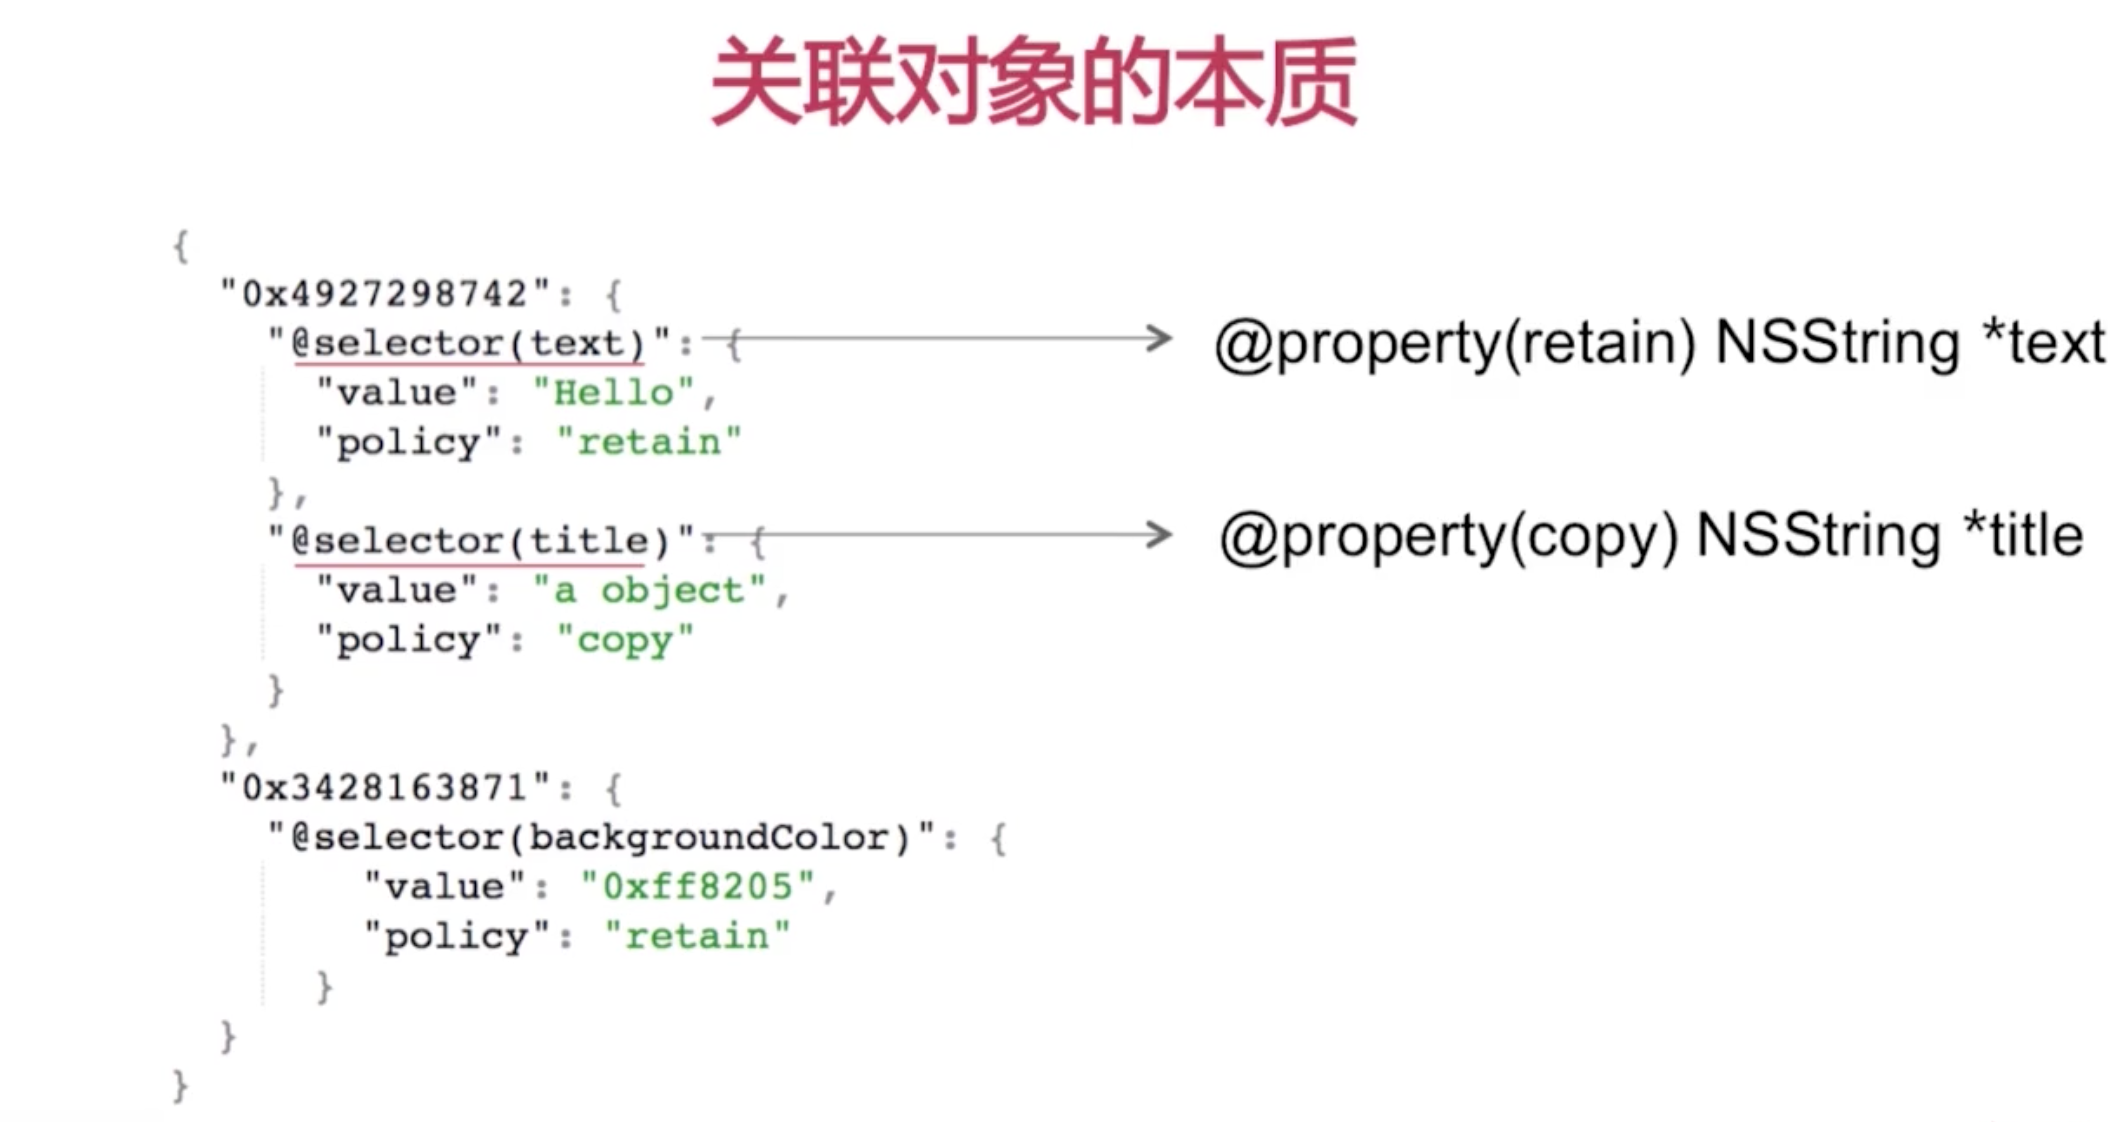 关联对象的本质
{
"0x4927298742": {
"@selector(text)": {
@property(retain) NSString *text
"value": "Hello",
"policy": "retain"
},
"@selector(title)": {
@property(copy) NSString *title
"value": "a object",
"policy": "copy"
}
},
"0x3428163871": {
"@selector(backgroundColor)": {
"value": "0xff8205",
"policy": "retain"
}
}
}